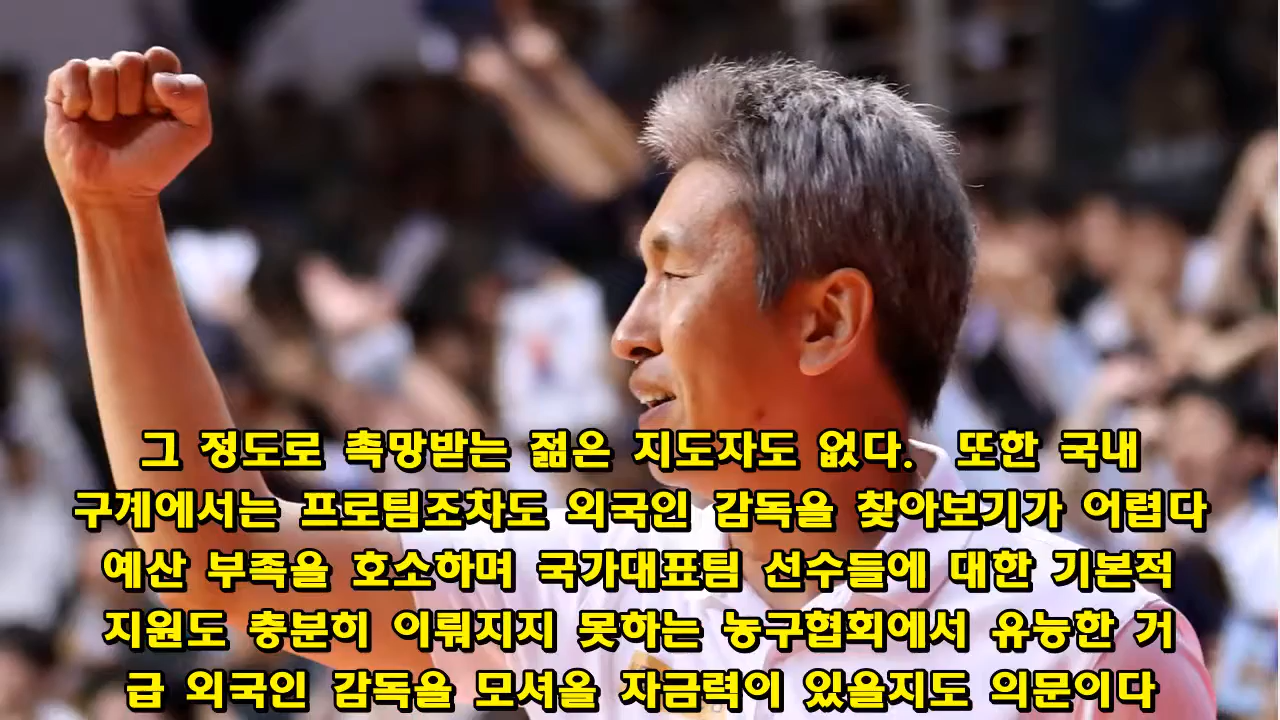 그 정도로 촉망받는 젊은 지도자도 없다. 또한 국내
구계에서는 프로팀조차도 외국인 감독을 찾아보기가 어렵다
예산 부족을 호소하며 국가대표팀 선수들에 대한 기본적
지원도 충분히 이뤄지지 못하는 농구협회에서 유능한 거
급 외국인 감독을 모셔올 자금력이 있을지도 의문이다